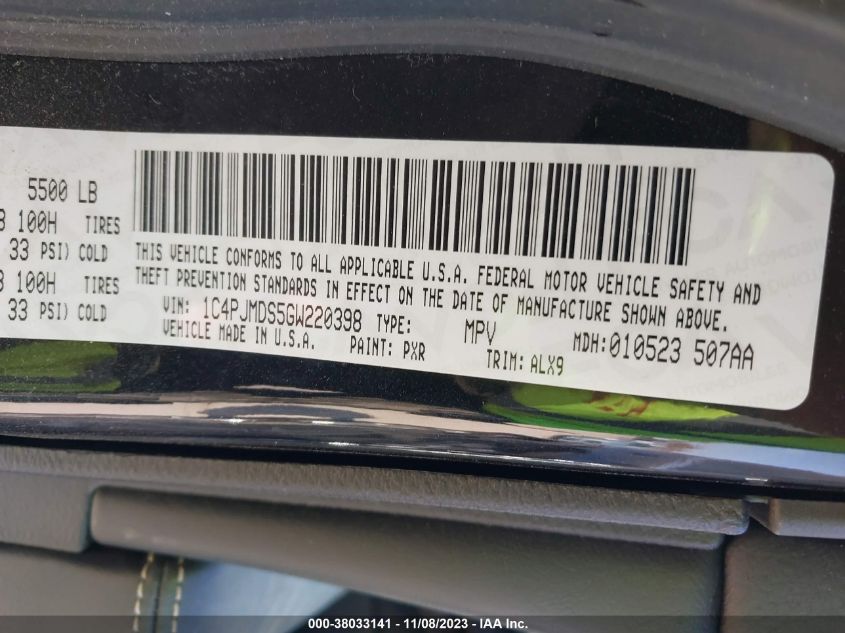 5500 LB
100H TIRES
33 PSI) COLD
100H TIRES
33 PSI) COLD
THIS VEHICLE CONFORMS TO ALL APPLICABLE U.S.A. FEDERAL MOTOR VEHICLE SAFETY AND
THEFT PREVENTION STANDARDS IN EFFECT ON THE DATE OF MANUFACTURE SHOWN ABOVE.
VIN: 1C4PJMDS5GW220398 TYPE: MPV MDH:010523 507AA
VEHICLE MADE IN U.S.A. PAINT: PXR TRIM: ALX9
000-38033141 - 11/08/2023 - IAA Inc.